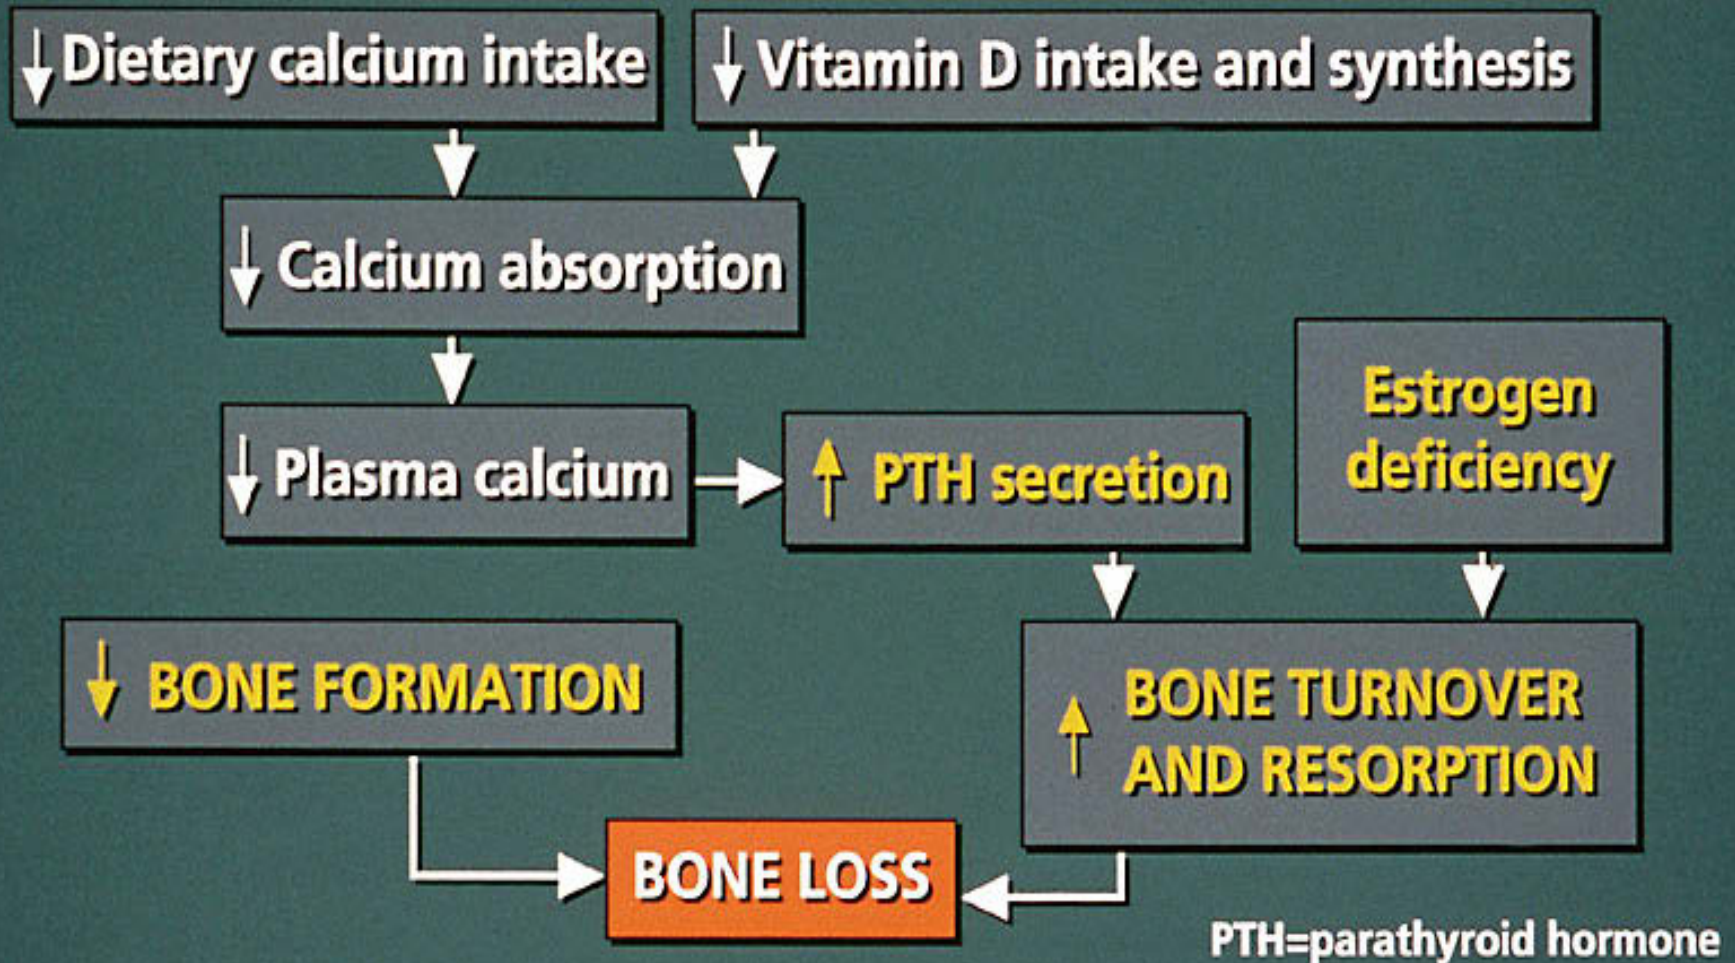 ↓ Dietary calcium intake
↓ Vitamin D intake and synthesis
↓ Calcium absorption
↓ Plasma calcium
↑ PTH secretion
Estrogen
deficiency
↓ BONE FORMATION
↑ BONE TURNOVER
AND RESORPTION
BONE LOSS
PTH=parathyroid hormone